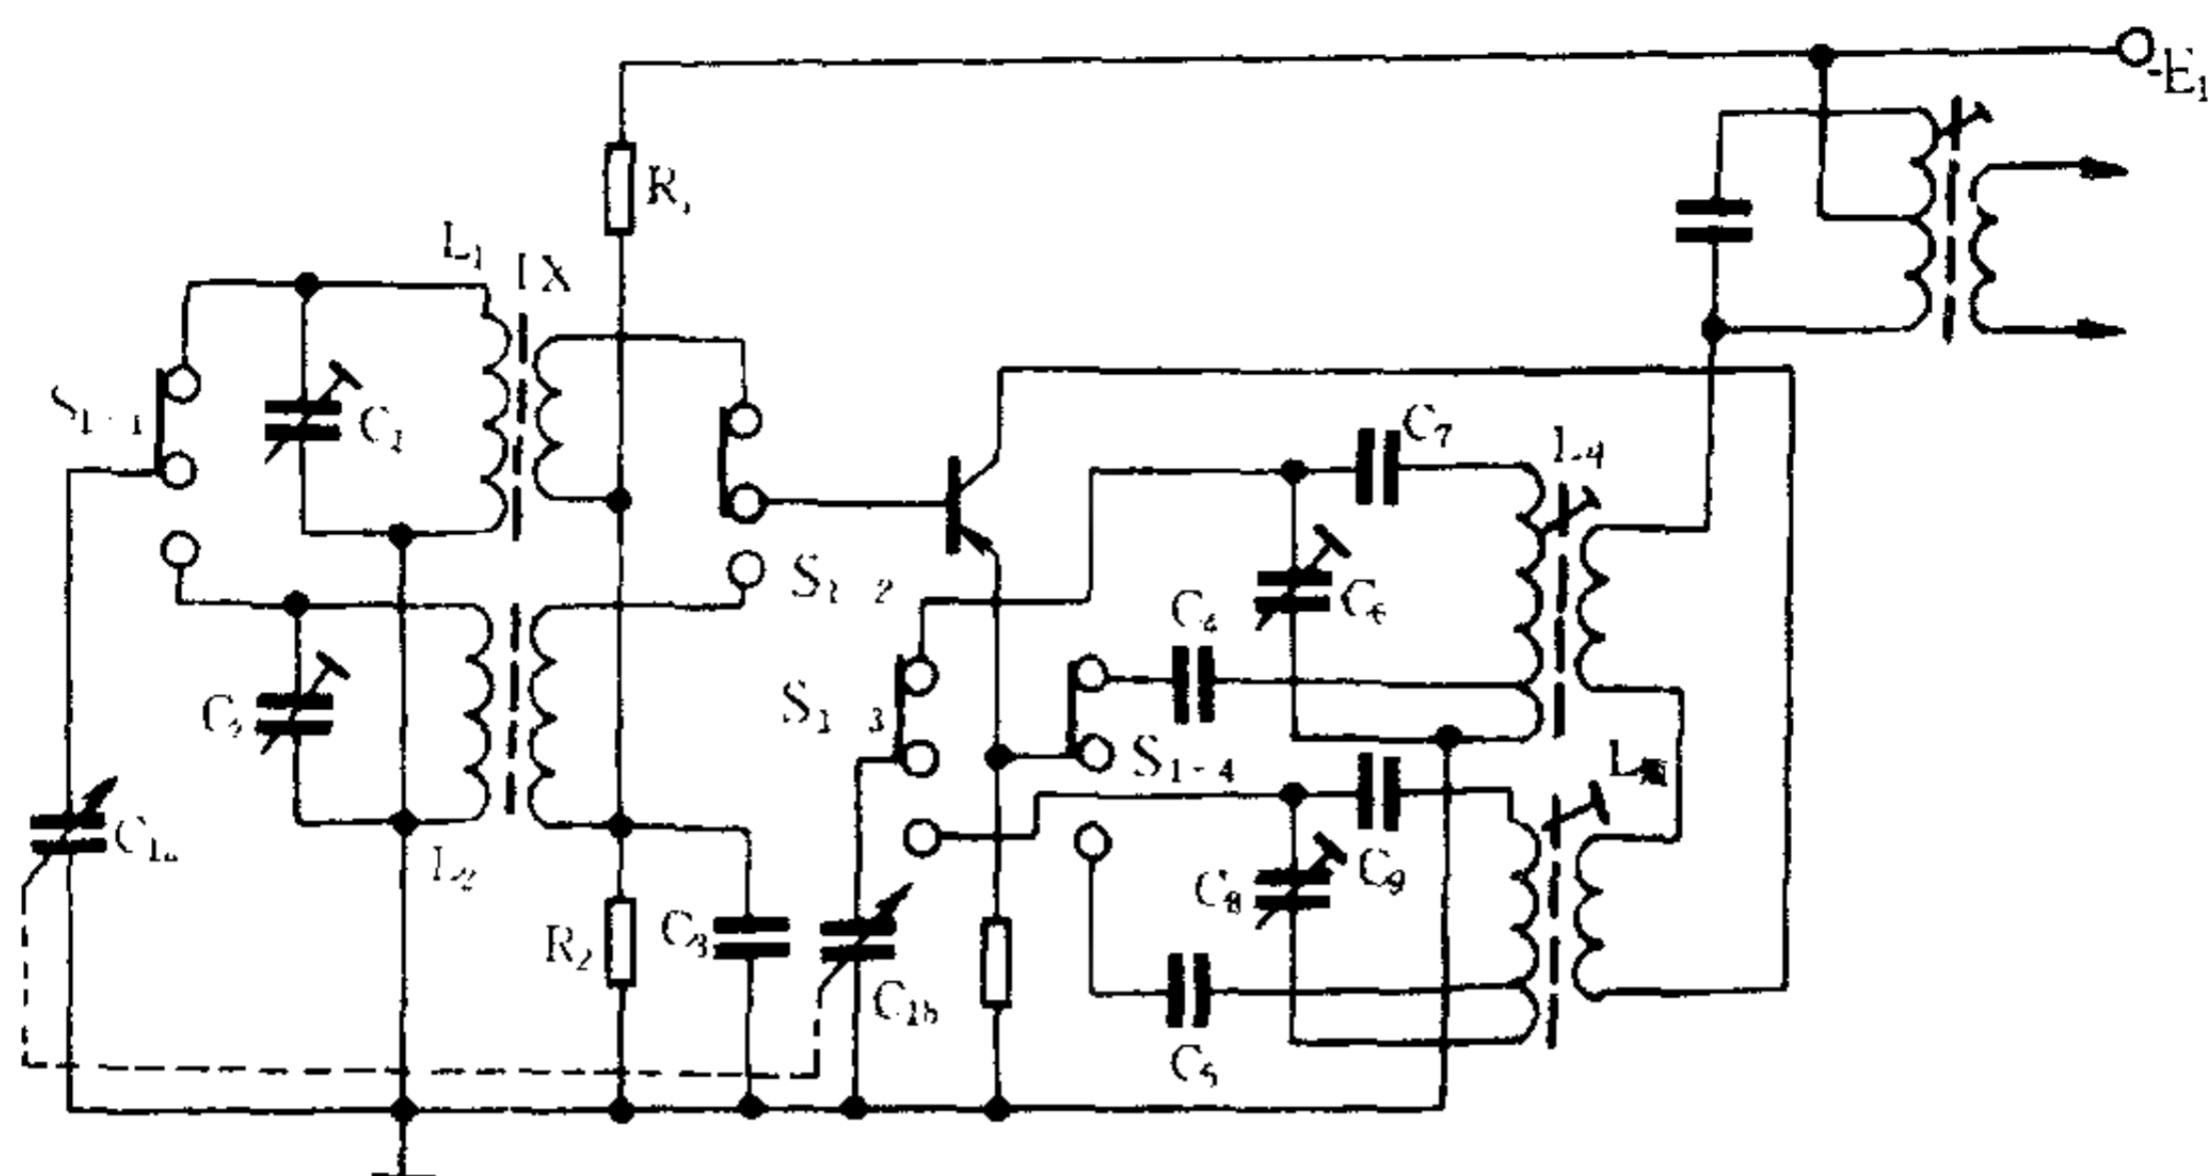 -E₁
R₁
L₁
C₁
S₁-₁
C₇
L₄
S₁-₂
C₄
C₆
C₂
S₁-₃
S₁-₄
C₁ₐ
L₂
C₈
C₉
R₂
C₃
C₁b
C₅